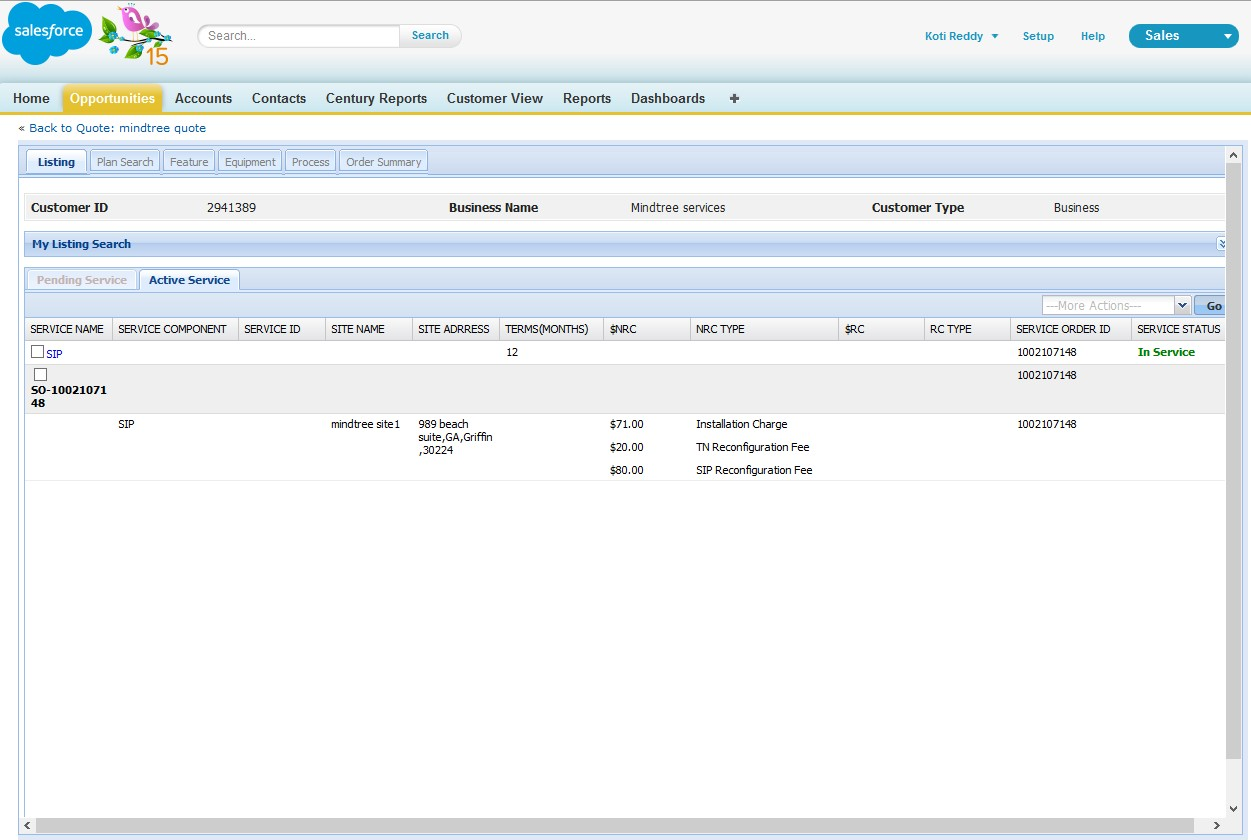 salesforce
15
Search...
Search
Koti Reddy
Setup
Help
Sales
Home Opportunities Accounts Contacts Century Reports Customer View Reports Dashboards +
« Back to Quote: mindtree quote
Listing Plan Search Feature Equipment Process Order Summary
Customer ID 2941389 Business Name Mindtree services Customer Type Business
My Listing Search
Pending Service Active Service
---More Actions--- Go
SERVICE NAME SERVICE COMPONENT SERVICE ID SITE NAME SITE ADRRESS TERMS(MONTHS) $NRC NRC TYPE $RC RC TYPE SERVICE ORDER ID SERVICE STATUS
SIP 12 1002107148 In Service
1002107148
SO-10021071
48
SIP mindtree site1 989 beach $71.00 Installation Charge 1002107148
suite,GA,Griffin
,30224
$20.00 TN Reconfiguration Fee
$80.00 SIP Reconfiguration Fee